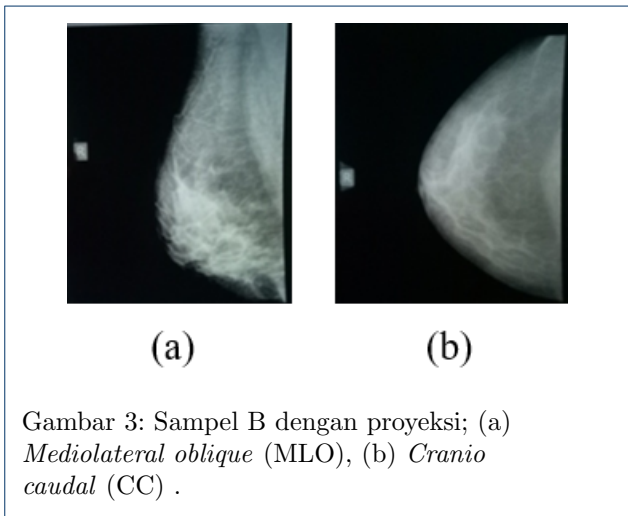 (a)
(b)
Gambar 3: Sampel B dengan proyeksi; (a)
Mediolateral oblique (MLO), (b) Cranio
caudal (CC) .